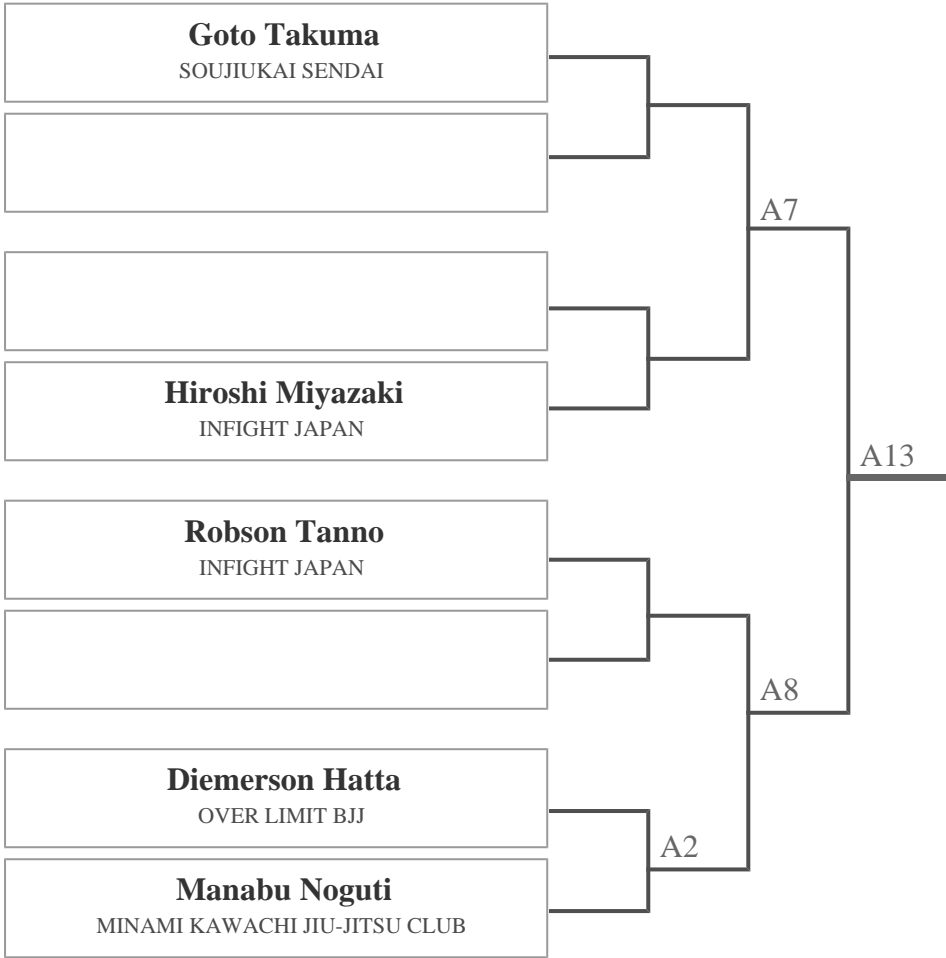 Goto Takuma
SOUJIUKAI SENDAI
A7
Hiroshi Miyazaki
INFIGHT JAPAN
A13
Robson Tanno
INFIGHT JAPAN
A8
Diemerson Hatta
OVER LIMIT BJJ
A2
Manabu Noguti
MINAMI KAWACHI JIU-JITSU CLUB